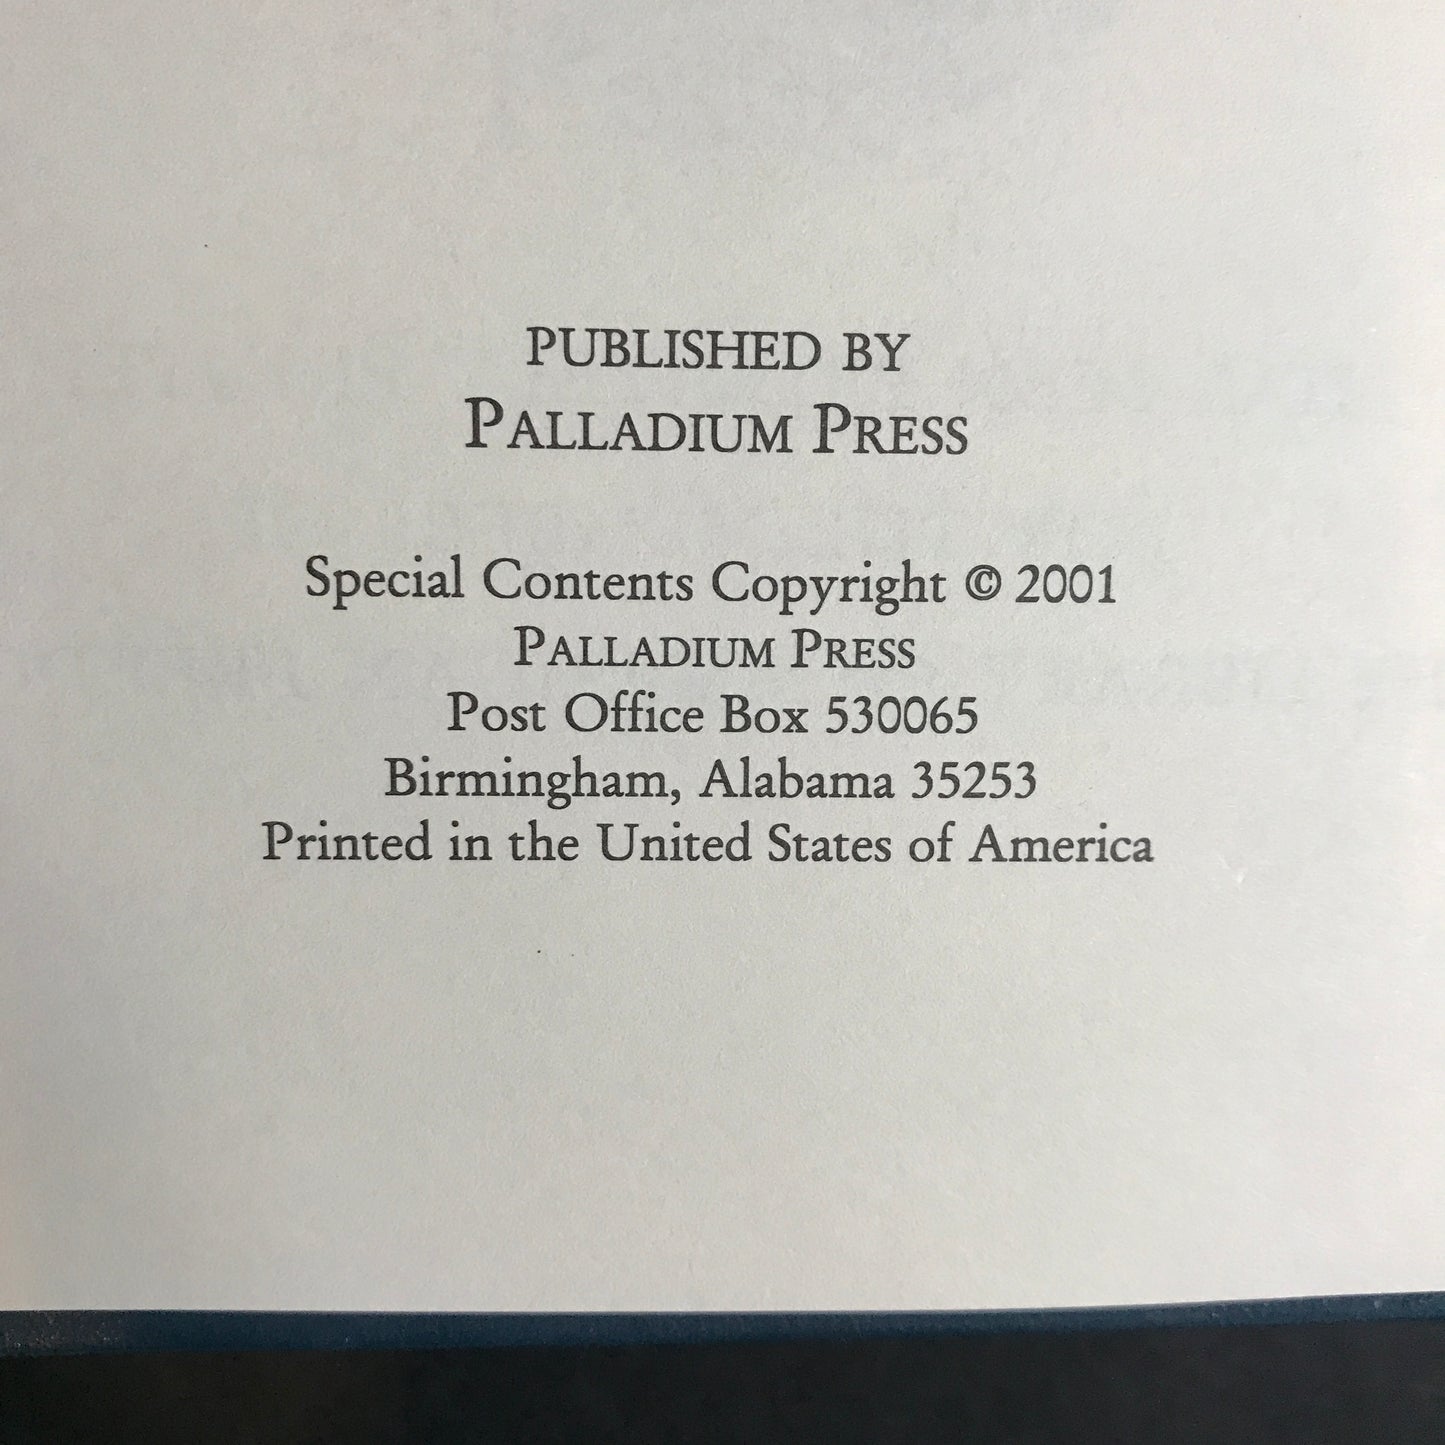 PUBLISHED BY
PALLADIUM PRESS
Special Contents Copyright © 2001
PALLADIUM PRESS
Post Office Box 530065
Birmingham, Alabama 35253
Printed in the United States of America